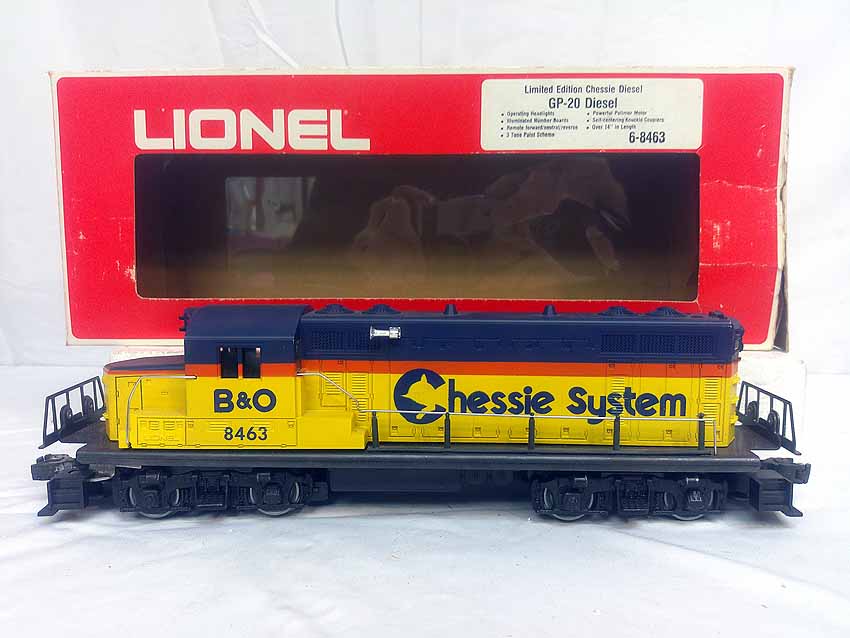 LIONEL
Limited Edition Chessie Diesel
GP-20 Diesel
• Operating Headlights
• Illuminated Number Boards
• Remote forward/neutral/reverse
• 3 Tone Paint Scheme
• Powerful Pullmor Motor
• Self-centering Knuckle Couplers
• Over 14" in Length
6-8463
B&O
8463
Chessie System